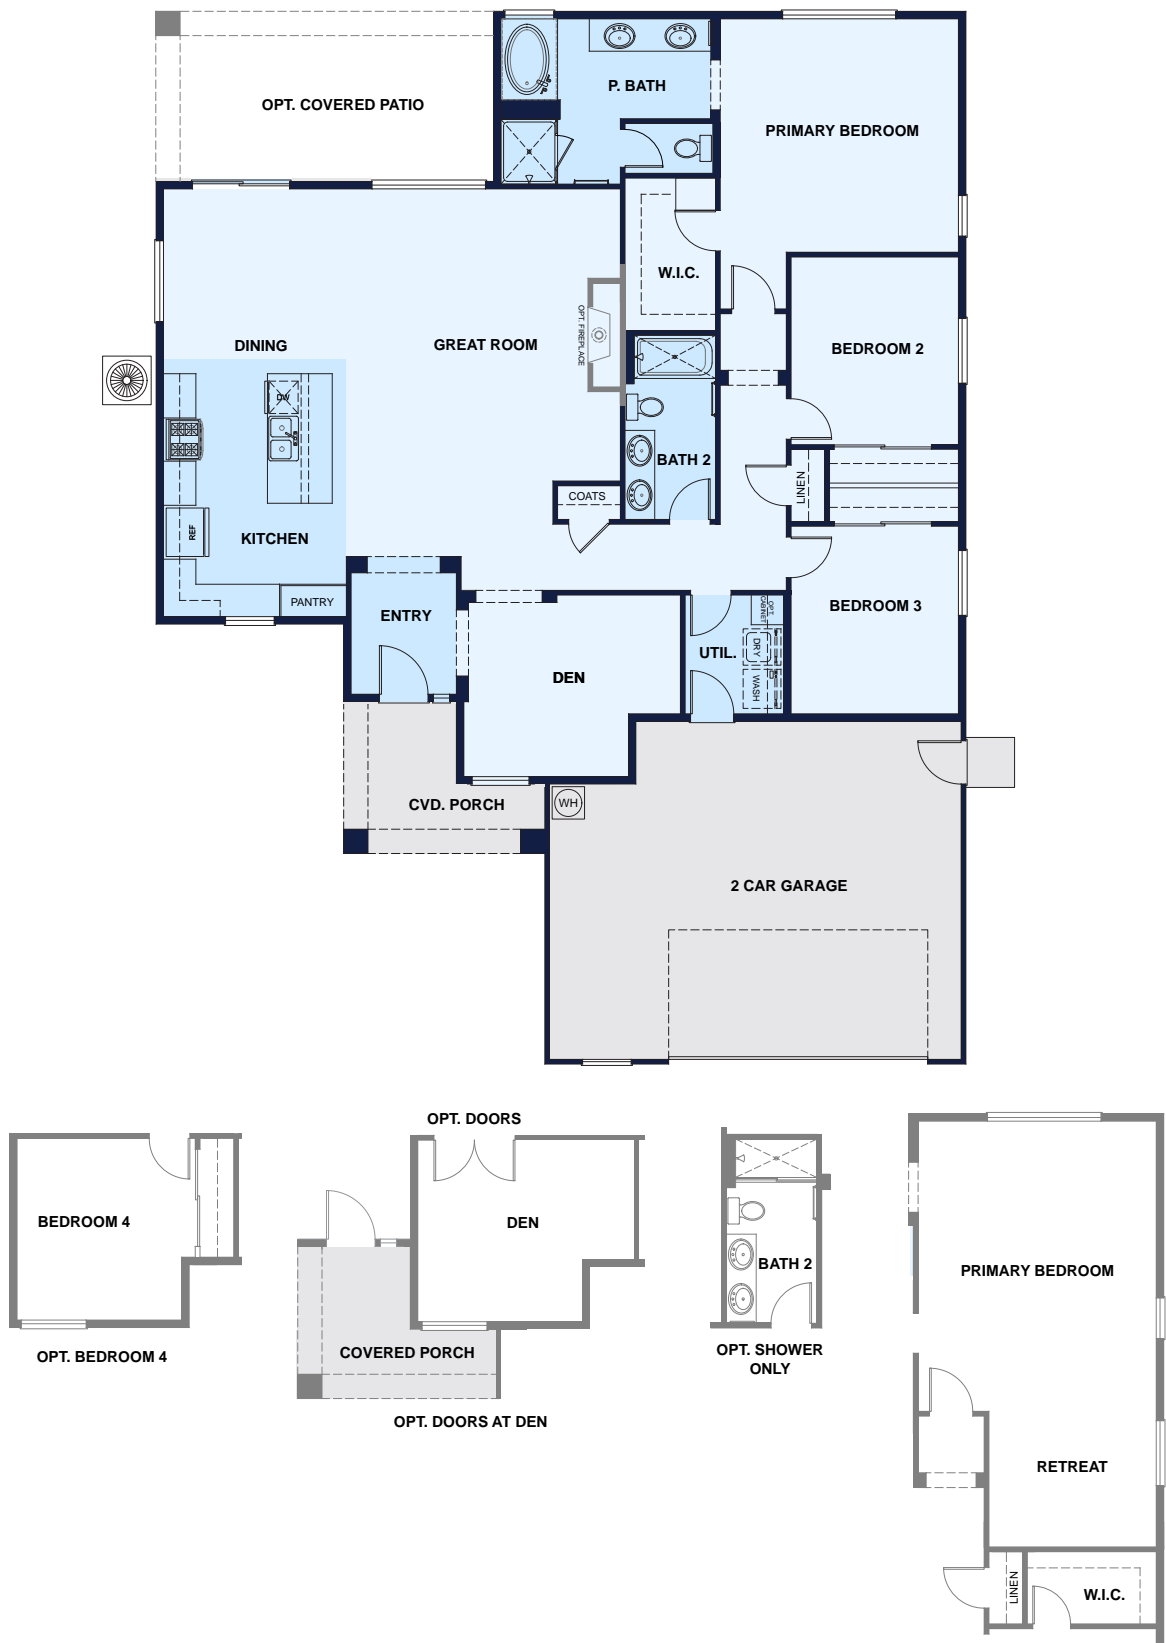 OPT. COVERED PATIO
P. BATH
PRIMARY BEDROOM
W.I.C.
OPT. FIREPLACE
DINING
GREAT ROOM
BEDROOM 2
DW
BATH 2
LINEN
COATS
REF
KITCHEN
PANTRY
ENTRY
DEN
UTIL.
OPT.
CABINET
DRY
WASH
BEDROOM 3
CVD. PORCH
WH
2 CAR GARAGE
BEDROOM 4
OPT. BEDROOM 4
OPT. DOORS
DEN
COVERED PORCH
OPT. DOORS AT DEN
BATH 2
OPT. SHOWER
ONLY
PRIMARY BEDROOM
RETREAT
LINEN
W.I.C.